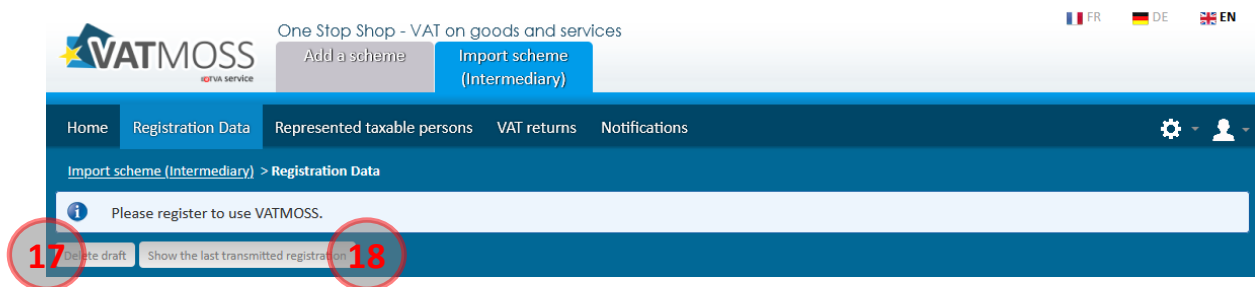 FR DE EN
VATMOSS
TVA service
One Stop Shop - VAT on goods and services
Add a scheme
Import scheme
(Intermediary)
Home Registration Data Represented taxable persons VAT returns Notifications
Import scheme (Intermediary) > Registration Data
Please register to use VATMOSS.
17 Delete draft Show the last transmitted registration 18